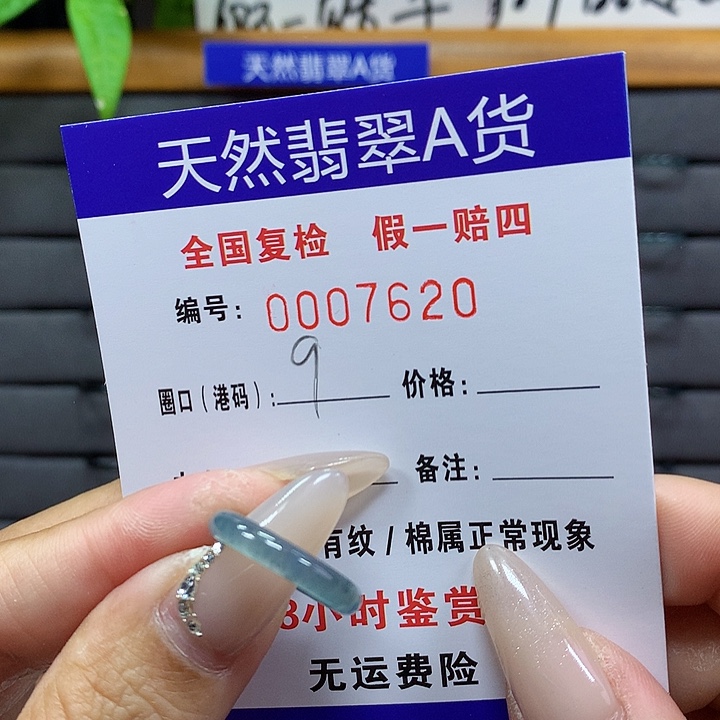 天然翡翠A货
天然翡翠A货
全国复检 假一赔四
编号: 0007620
圈口(港码): 9 价格:
备注:
有纹/棉属正常现象
8小时鉴赏
无运费险